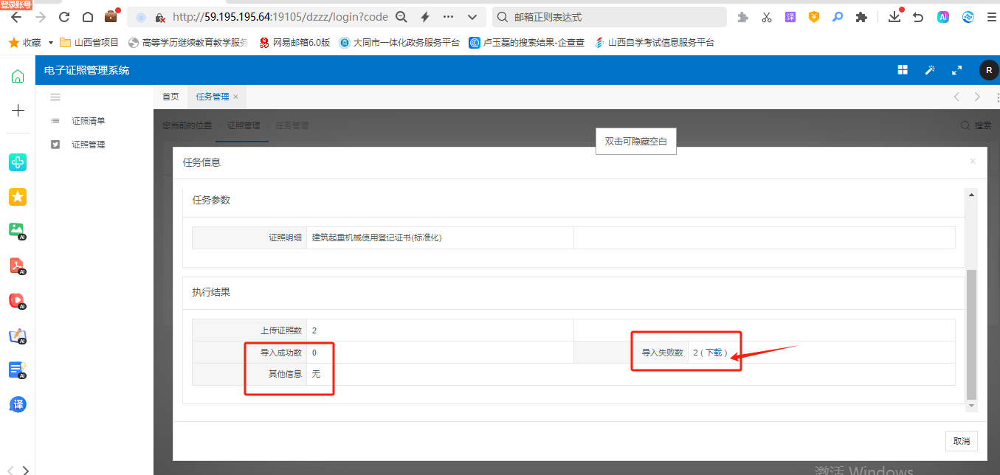 登录账号
http://59.195.195.64:19105/dzzz/login?code
邮箱正则表达式
译
AI
收藏
山西省项目
高等学历继续教育教学服务
网易邮箱6.0版
大同市一体化政务服务平台
卢玉磊的搜索结果-企查查
山西自学考试信息服务平台
电子证照管理系统
R
首页
任务管理 ×
证照清单
证照管理
您当前的位置
证照管理
任务管理
搜索
双击可隐藏空白
任务信息
×
任务参数
证照明细 建筑起重机械使用登记证书(标准化)
执行结果
上传证照数 2
导入成功数 0
导入失败数 2 ( 下载 )
其他信息 无
取消
AI
AI
AI
AI
AI
译
激活 Windows